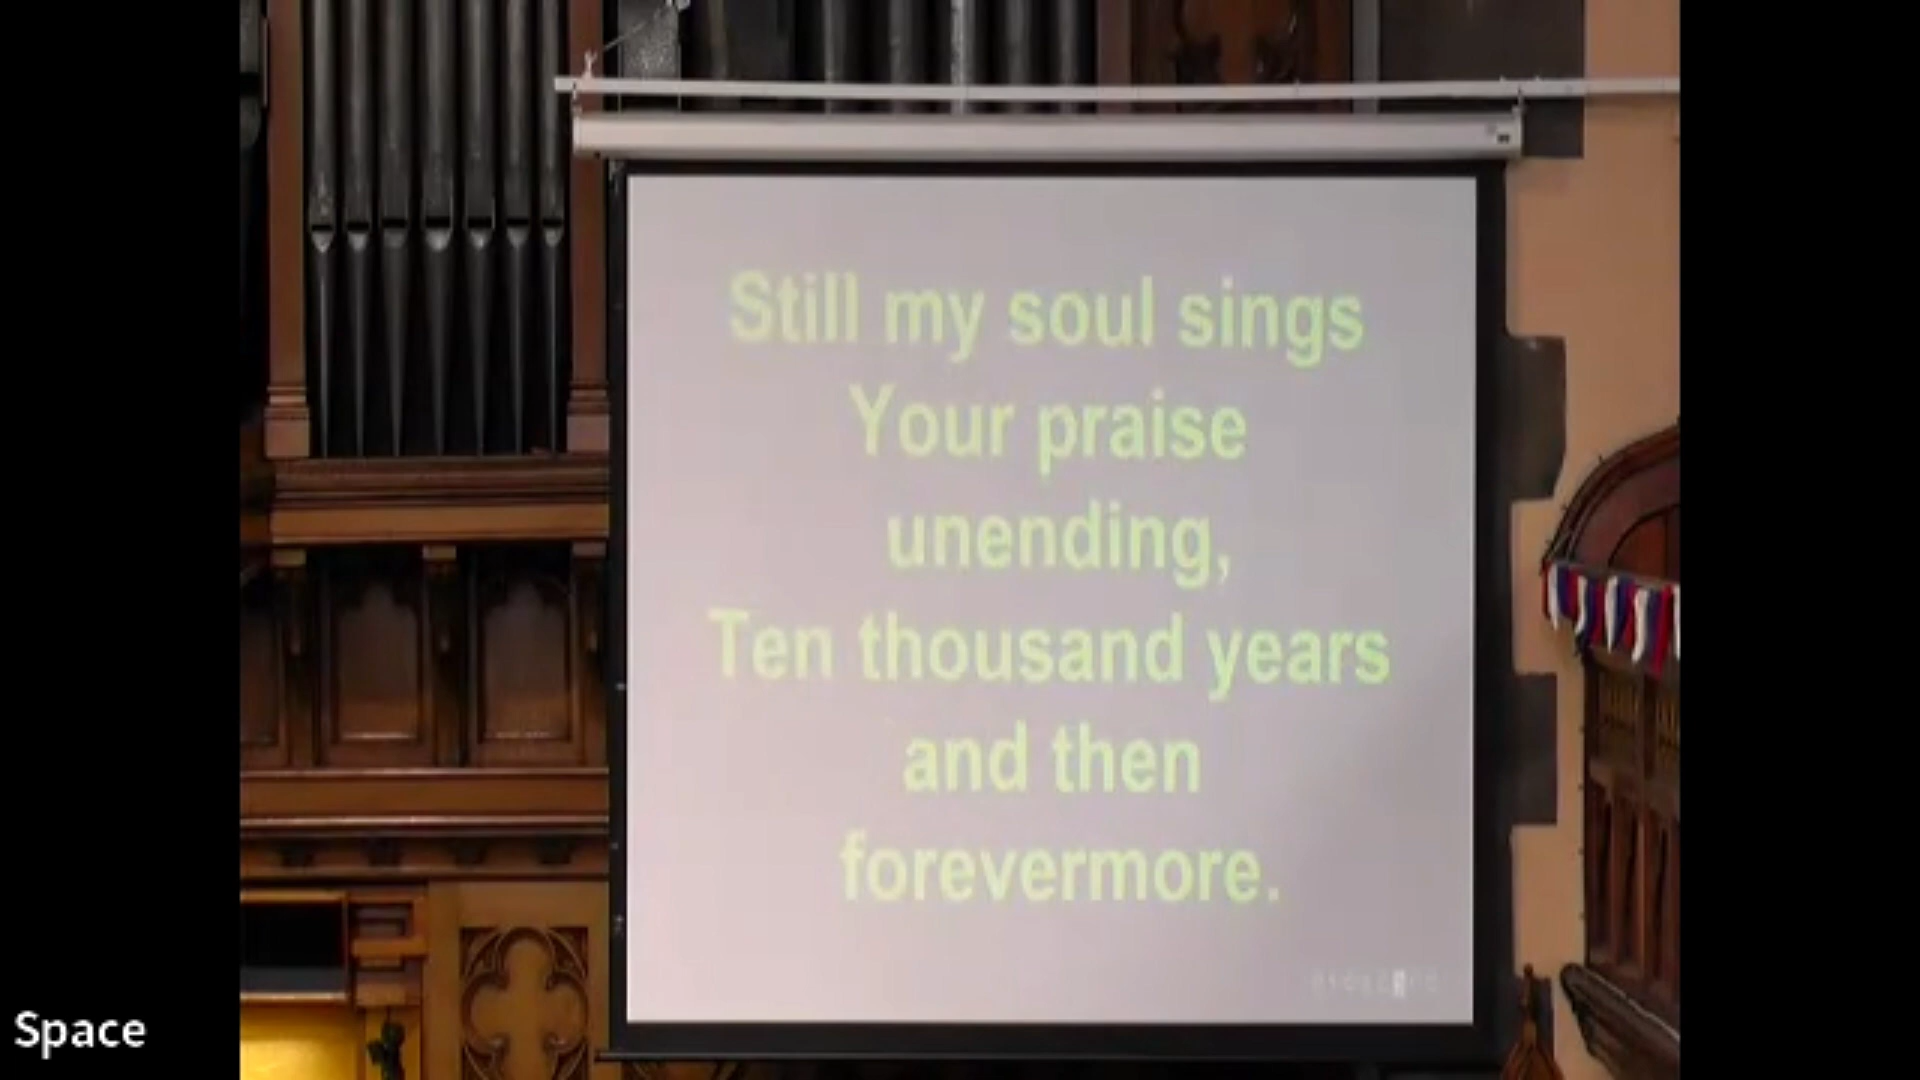 Still my soul sings
Your praise
unending,
Ten thousand years
and then
forevermore.
Space